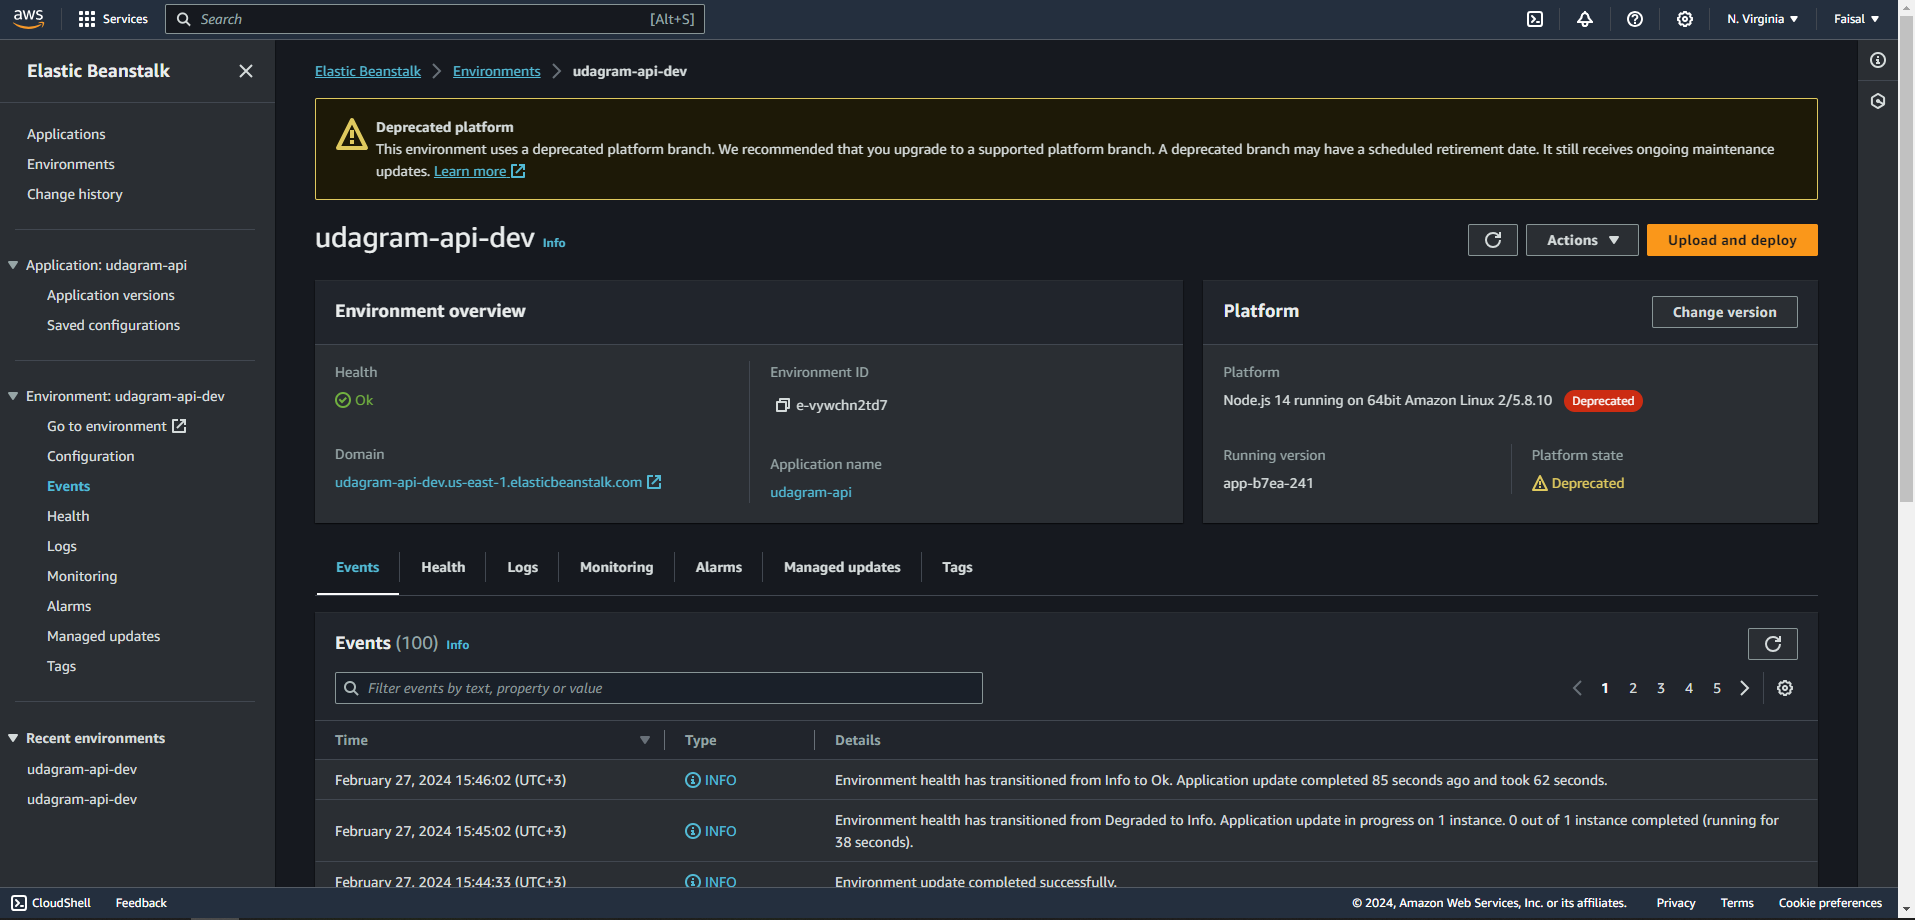 aws
Services
Search
[Alt+S]
N. Virginia
Faisal
Elastic Beanstalk
Applications
Environments
Change history
Application: udagram-api
Application versions
Saved configurations
Environment: udagram-api-dev
Go to environment
Configuration
Events
Health
Logs
Monitoring
Alarms
Managed updates
Tags
Recent environments
udagram-api-dev
udagram-api-dev
Elastic Beanstalk
Environments
udagram-api-dev
Deprecated platform
This environment uses a deprecated platform branch. We recommended that you upgrade to a supported platform branch. A deprecated branch may have a scheduled retirement date. It still receives ongoing maintenance
updates. Learn more
udagram-api-dev Info
Actions
Upload and deploy
Environment overview
Health
Ok
Domain
udagram-api-dev.us-east-1.elasticbeanstalk.com
Environment ID
e-vywchn2td7
Application name
udagram-api
Platform
Change version
Platform
Node.js 14 running on 64bit Amazon Linux 2/5.8.10 Deprecated
Running version
app-b7ea-241
Platform state
Deprecated
Events
Health
Logs
Monitoring
Alarms
Managed updates
Tags
Events (100) Info
Filter events by text, property or value
1 2 3 4 5
Time
Type
Details
February 27, 2024 15:46:02 (UTC+3)
INFO
Environment health has transitioned from Info to Ok. Application update completed 85 seconds ago and took 62 seconds.
February 27, 2024 15:45:02 (UTC+3)
INFO
Environment health has transitioned from Degraded to Info. Application update in progress on 1 instance. 0 out of 1 instance completed (running for
38 seconds).
February 27, 2024 15:44:33 (UTC+3)
INFO
Environment update completed successfully.
CloudShell
Feedback
© 2024, Amazon Web Services, Inc. or its affiliates.
Privacy
Terms
Cookie preferences